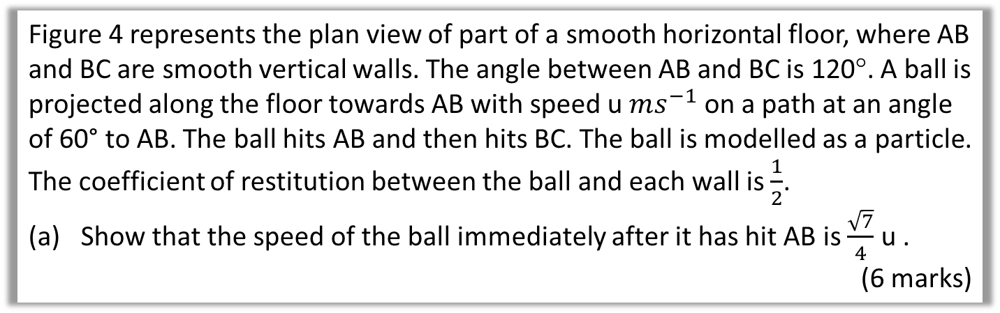 Figure 4 represents the plan view of part of a smooth horizontal floor, where AB
and BC are smooth vertical walls. The angle between AB and BC is 120°. A ball is
projected along the floor towards AB with speed u ms⁻¹ on a path at an angle
of 60° to AB. The ball hits AB and then hits BC. The ball is modelled as a particle.
The coefficient of restitution between the ball and each wall is 1/2.
(a) Show that the speed of the ball immediately after it has hit AB is √7/4 u .
(6 marks)